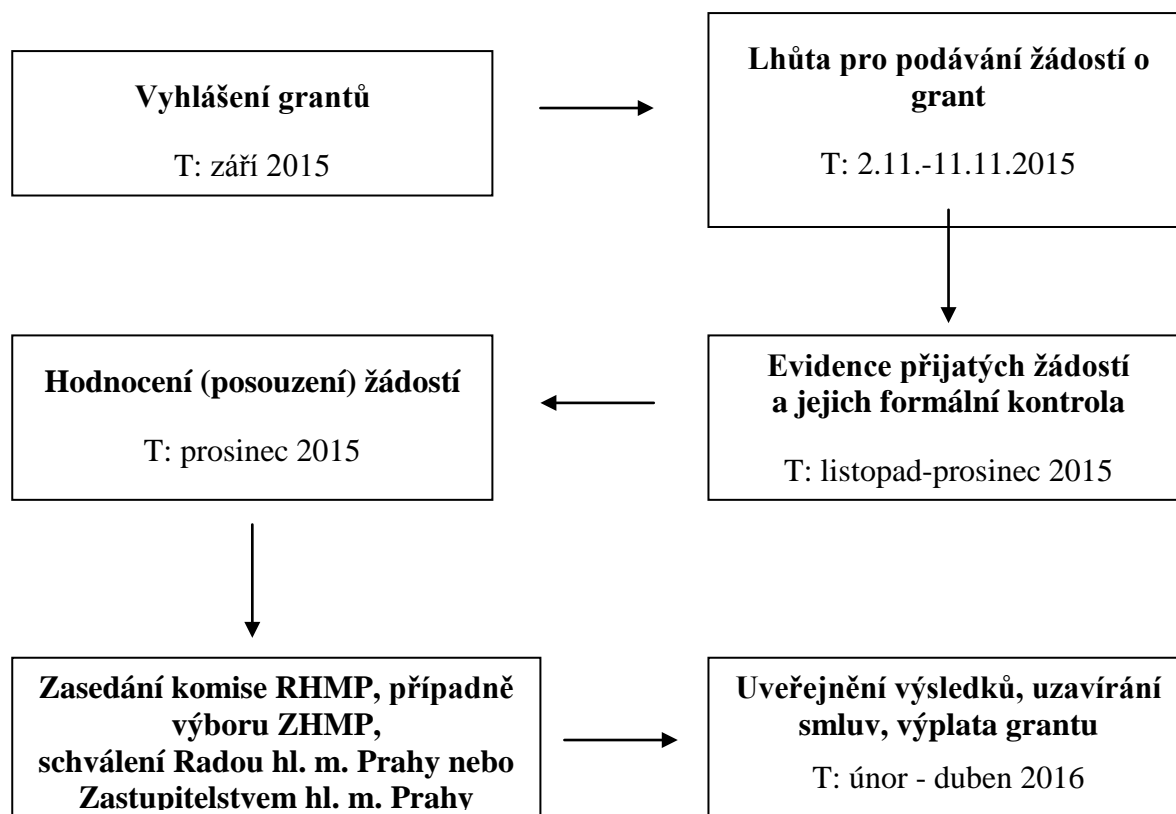 Vyhlášení grantů
T: září 2015
Lhůta pro podávání žádostí o
grant
T: 2.11.-11.11.2015
Evidence přijatých žádostí
a jejich formální kontrola
T: listopad-prosinec 2015
Hodnocení (posouzení) žádostí
T: prosinec 2015
Zasedání komise RHMP, případně
výboru ZHMP,
schválení Radou hl. m. Prahy nebo
Zastupitelstvem hl. m. Prahy
Uveřejnění výsledků, uzavírání
smluv, výplata grantu
T: únor - duben 2016